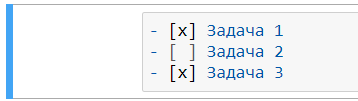 - [x] Задача 1
- [ ] Задача 2
- [x] Задача 3